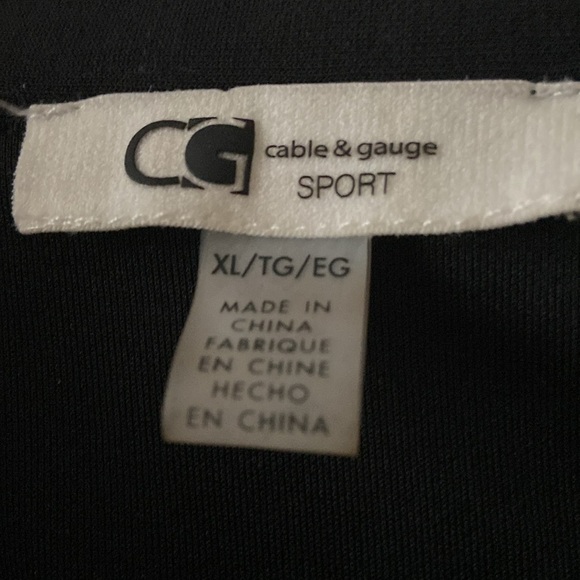 CG cable & gauge
SPORT
XL/TG/EG
MADE IN
CHINA
FABRIQUE
EN CHINE
HECHO
EN CHINA